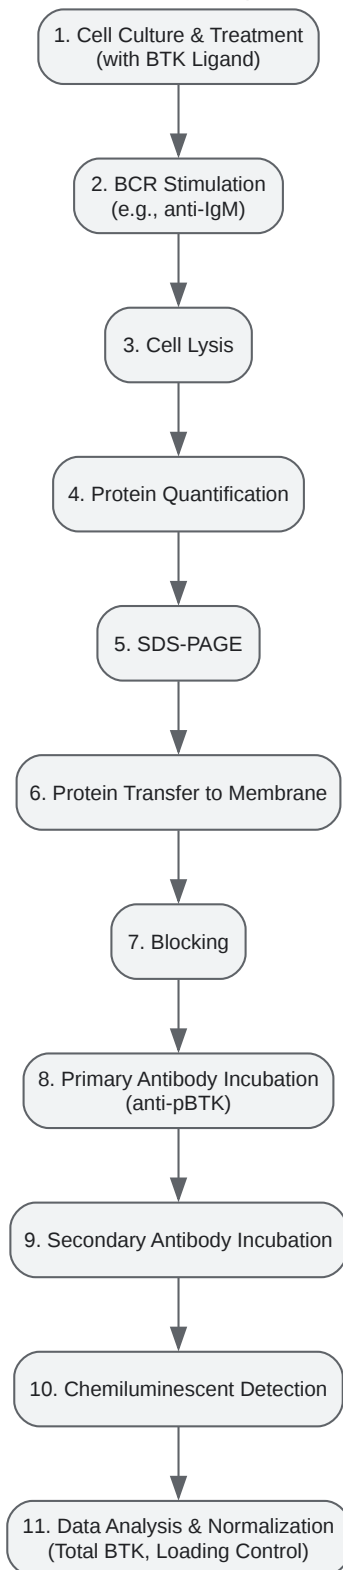 1. Cell Culture & Treatment
(with BTK Ligand)
2. BCR Stimulation
(e.g., anti-IgM)
3. Cell Lysis
4. Protein Quantification
5. SDS-PAGE
6. Protein Transfer to Membrane
7. Blocking
8. Primary Antibody Incubation
(anti-pBTK)
9. Secondary Antibody Incubation
10. Chemiluminescent Detection
11. Data Analysis & Normalization
(Total BTK, Loading Control)